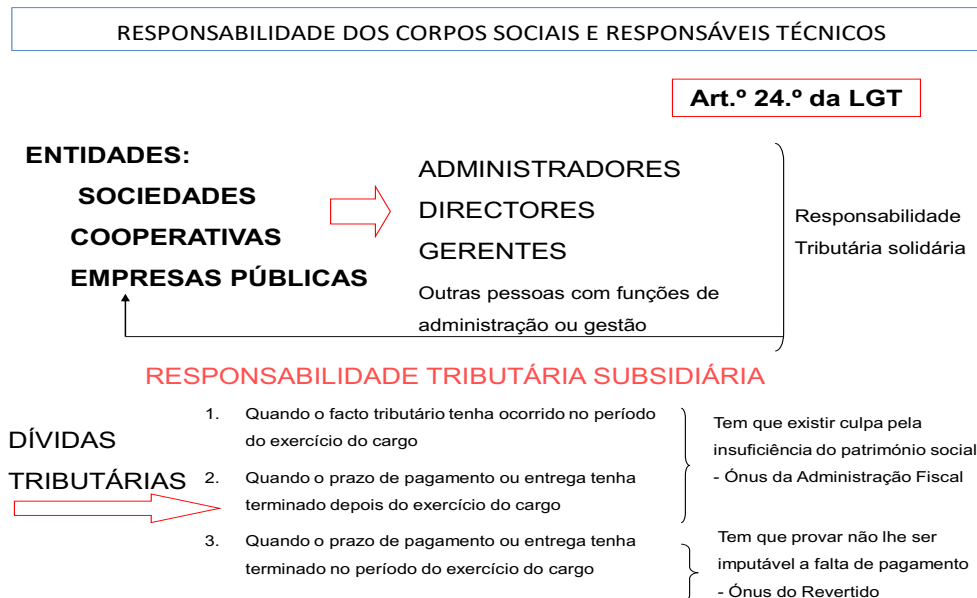 RESPONSABILIDADE DOS CORPOS SOCIAIS E RESPONSÁVEIS TÉCNICOS
Art.º 24.º da LGT
ENTIDADES:
SOCIEDADES
COOPERATIVAS
EMPRESAS PÚBLICAS
ADMINISTRADORES
DIRECTORES
GERENTES
Outras pessoas com funções de
administração ou gestão
Responsabilidade
Tributária solidária
RESPONSABILIDADE TRIBUTÁRIA SUBSIDIÁRIA
DÍVIDAS
TRIBUTÁRIAS
1. Quando o facto tributário tenha ocorrido no período
do exercício do cargo
2. Quando o prazo de pagamento ou entrega tenha
terminado depois do exercício do cargo
3. Quando o prazo de pagamento ou entrega tenha
terminado no período do exercício do cargo
Tem que existir culpa pela
insuficiência do património social
- Ónus da Administração Fiscal
Tem que provar não lhe ser
imputável a falta de pagamento
- Ónus do Revertido